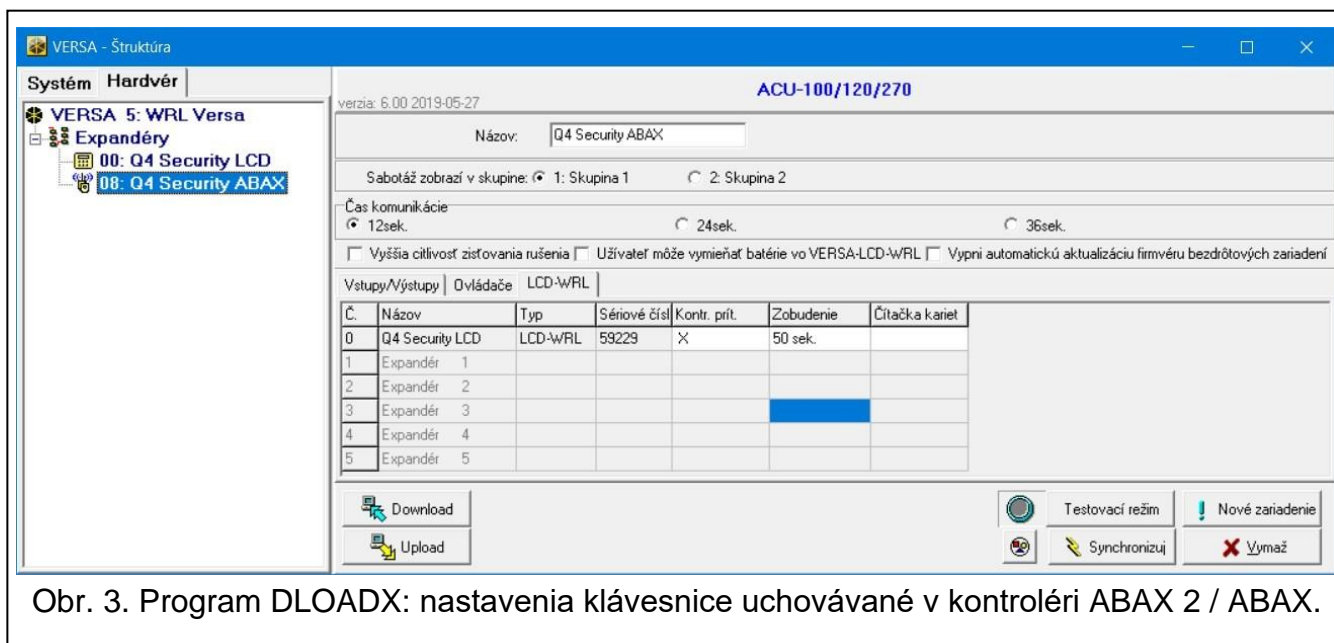 VERSA - Štruktúra
Systém Hardvér
VERSA 5: WRL Versa
Expandéry
00: Q4 Security LCD
08: Q4 Security ABAX
verzia: 6.00 2019-05-27
ACU-100/120/270
Názov: Q4 Security ABAX
Sabotáž zobrazí v skupine: 1: Skupina 1 2: Skupina 2
Čas komunikácie
12sek. 24sek. 36sek.
Vyššia citlivosť zisťovania rušenia Užívateľ môže vymieňať batérie vo VERSA-LCD-WRL Vypni automatickú aktualizáciu firmvéru bezdrôtových zariadení
Vstupy/Výstupy Ovládače LCD-WRL
Č. Názov Typ Sériové čísl Kontr. prít. Zobudenie Čítačka kariet
0 Q4 Security LCD LCD-WRL 59229 X 50 sek.
1 Expandér 1
2 Expandér 2
3 Expandér 3
4 Expandér 4
5 Expandér 5
Download Testovací režim Nové zariadenie
Upload Synchronizuj Vymaž
Obr. 3. Program DLOADX: nastavenia klávesnice uchovávané v kontroléri ABAX 2 / ABAX.